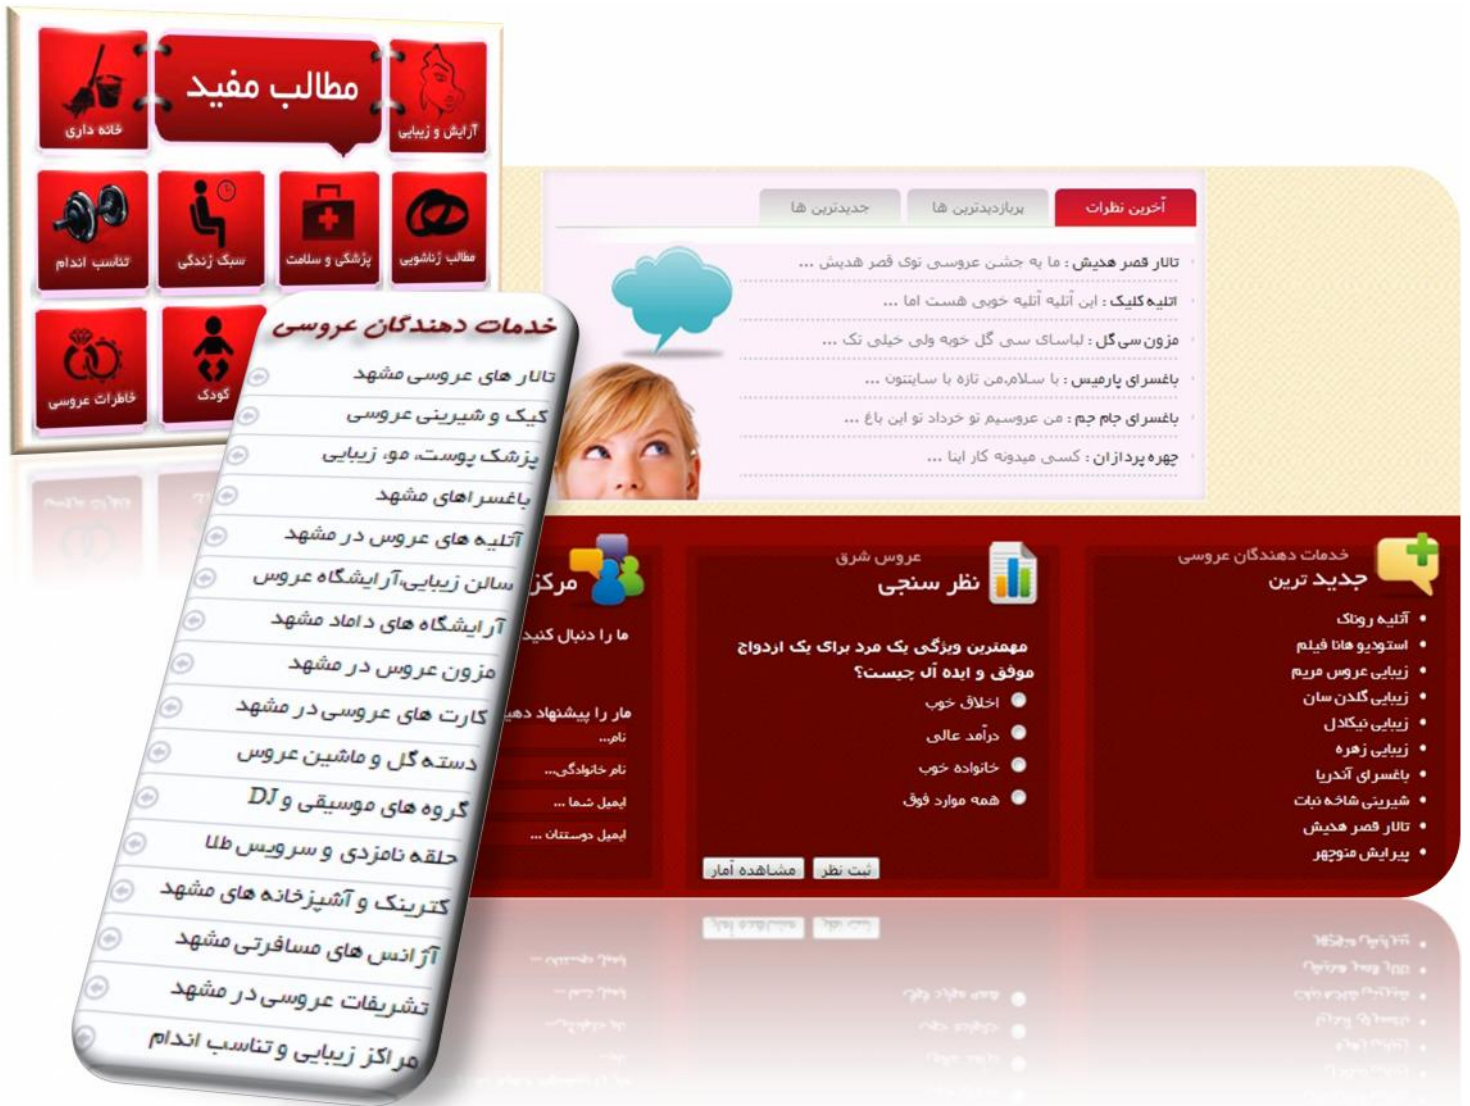 مطالب مفید
آرایش و زیبایی
خانه داری
مطالب زناشویی
پزشکی و سلامت
سبک زندگی
تناسب اندام
کودک
خاطرات عروسی
آخرین نظرات
پربازدیدترین ها
جدیدترین ها
تالار قصر هدیش : ما یه جشن عروسی توی قصر هدیش ...
اتلیه کلیک : این آتلیه آتلیه خوبی هست اما ...
مزون سی گل : لباسای سی گل خوبه ولی خیلی تک ...
باغسرای پارمیس : با سلام.من تازه با سایتتون ...
باغسرای جام جم : من عروسیم تو خرداد تو این باغ ...
چهره پردازان : کسی میدونه کار اینا ...
خدمات دهندگان عروسی
تالار های عروسی مشهد
کیک و شیرینی عروسی
پزشک پوست، مو، زیبایی
باغسراهای مشهد
آتلیه های عروس در مشهد
سالن زیبایی،آرایشگاه عروس
آرایشگاه های داماد مشهد
مزون عروس در مشهد
کارت های عروسی در مشهد
دسته گل و ماشین عروس
گروه های موسیقی و DJ
حلقه نامزدی و سرویس طلا
کترینک و آشپزخانه های مشهد
آژانس های مسافرتی مشهد
تشریفات عروسی در مشهد
مراکز زیبایی و تناسب اندام
خدمات دهندگان عروسی
جدید ترین
آتلیه روناک
استودیو هانا فیلم
زیبایی عروس مریم
زیبایی گلدن سان
زیبایی نیکادل
زیبایی زهره
باغسرای آندریا
شیرینی شاخه نبات
تالار قصر هدیش
پیرایش منوچهر
عروس شرق
نظر سنجی
مهمترین ویژگی یک مرد برای یک ازدواج
موفق و ایده آل چیست؟
اخلاق خوب
درآمد عالی
خانواده خوب
همه موارد فوق
ثبت نظر
مشاهده آمار
مرکز
ما را دنبال کنید
مار را پیشنهاد دهید
نام...
نام خانوادگی...
ایمیل شما ...
ایمیل دوستتان ...